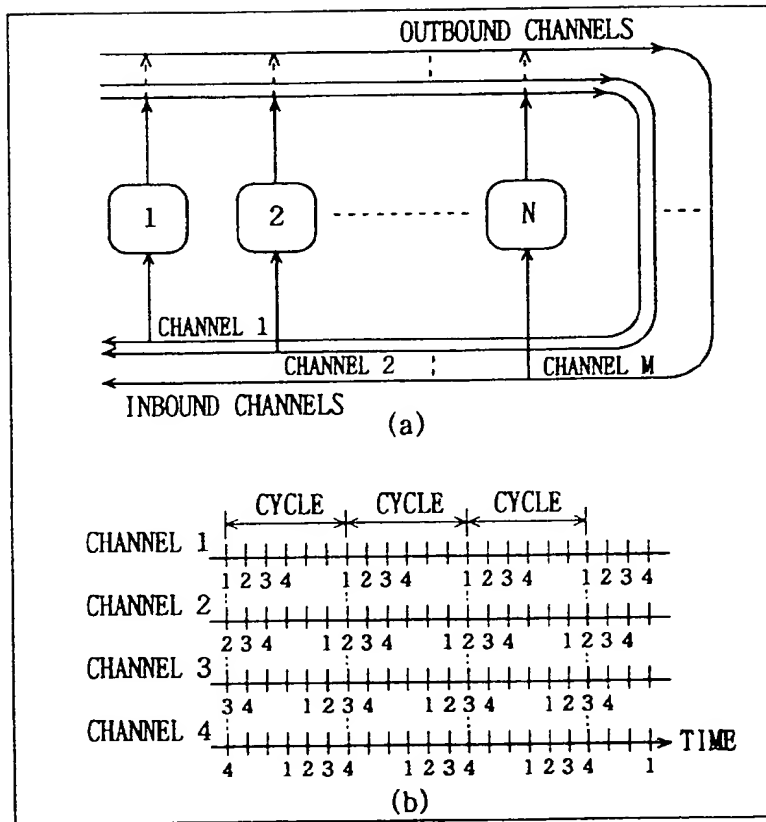 OUTBOUND CHANNELS
1 2 N
CHANNEL 1
CHANNEL 2 CHANNEL M
INBOUND CHANNELS
(a)
CYCLE CYCLE CYCLE
CHANNEL 1
1 2 3 4 1 2 3 4 1 2 3 4 1 2 3 4
CHANNEL 2
2 3 4 1 2 3 4 1 2 3 4 1 2 3 4
CHANNEL 3
3 4 1 2 3 4 1 2 3 4 1 2 3 4 1
CHANNEL 4
TIME
4 1 2 3 4 1 2 3 4 1 2 3 4 1
(b)